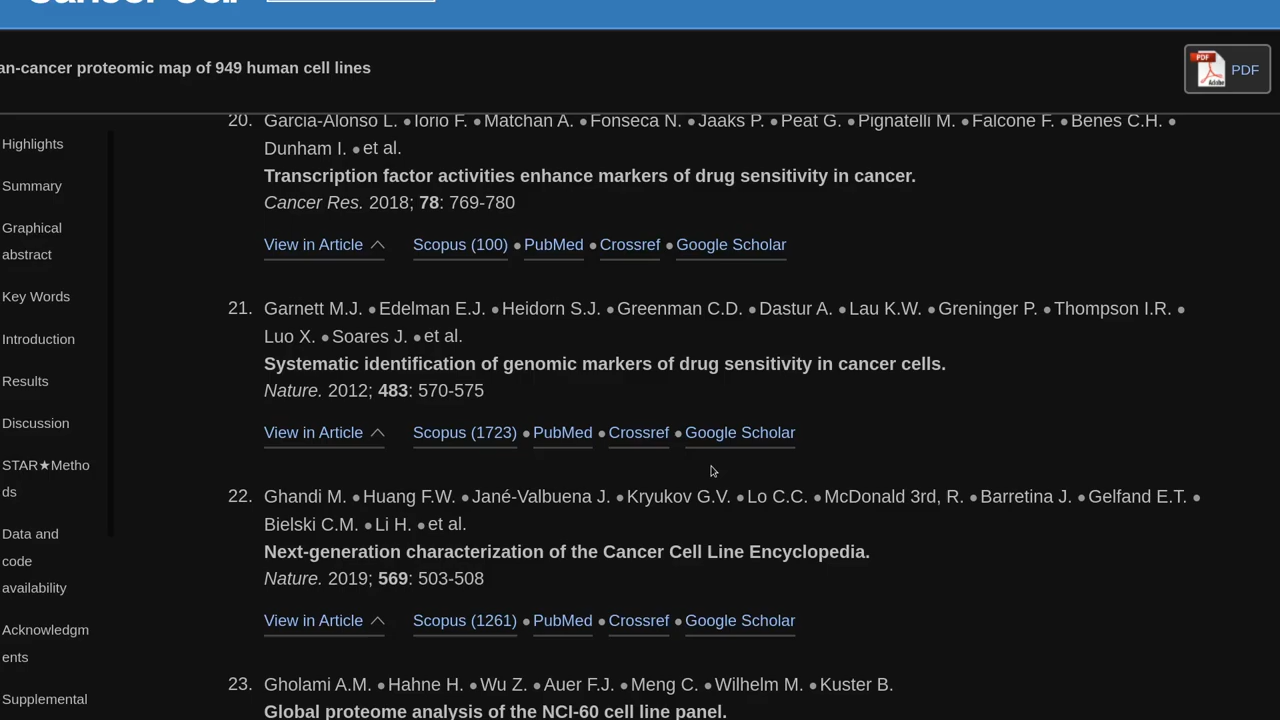 Cancer Cell
an-cancer proteomic map of 949 human cell lines
PDF
PDF
Adobe
Highlights
Summary
Graphical
abstract
Key Words
Introduction
Results
Discussion
STAR★Metho
ds
Data and
code
availability
Acknowledgm
ents
Supplemental
20. Garcia-Alonso L. •Iorio F. •Matchan A. •Fonseca N. •Jaaks P. •Peat G. •Pignatelli M. •Falcone F. •Benes C.H. •
Dunham I. •et al.
Transcription factor activities enhance markers of drug sensitivity in cancer.
Cancer Res. 2018; 78: 769-780
View in Article Scopus (100) •PubMed •Crossref •Google Scholar
21. Garnett M.J. •Edelman E.J. •Heidorn S.J. •Greenman C.D. •Dastur A. •Lau K.W. •Greninger P. •Thompson I.R. •
Luo X. •Soares J. •et al.
Systematic identification of genomic markers of drug sensitivity in cancer cells.
Nature. 2012; 483: 570-575
View in Article Scopus (1723) •PubMed •Crossref •Google Scholar
22. Ghandi M. •Huang F.W. •Jané-Valbuena J. •Kryukov G.V. •Lo C.C. •McDonald 3rd, R. •Barretina J. •Gelfand E.T. •
Bielski C.M. •Li H. •et al.
Next-generation characterization of the Cancer Cell Line Encyclopedia.
Nature. 2019; 569: 503-508
View in Article Scopus (1261) •PubMed •Crossref •Google Scholar
23. Gholami A.M. •Hahne H. •Wu Z. •Auer F.J. •Meng C. •Wilhelm M. •Kuster B.
Global proteome analysis of the NCI-60 cell line panel.